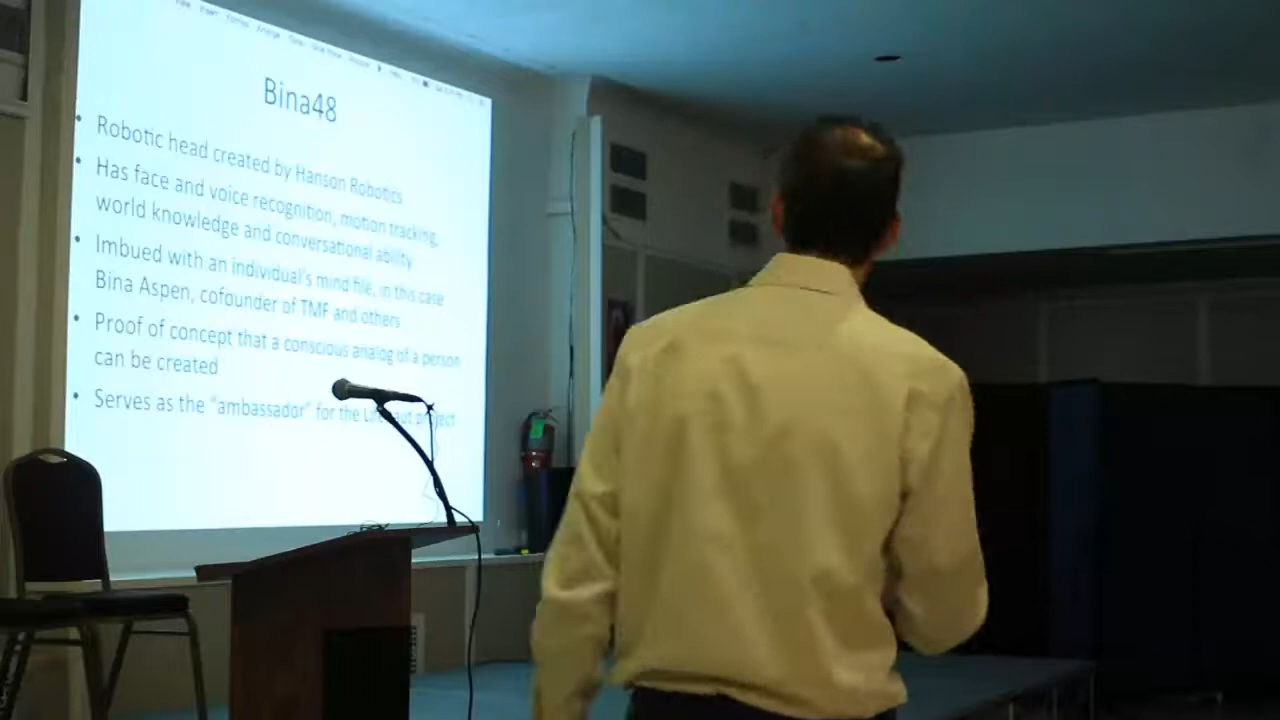 Bina48
• Robotic head created by Hanson Robotics
• Has face and voice recognition, motion tracking,
world knowledge and conversational ability
• Imbued with an individual's mind file, in this case
Bina Aspen, cofounder of TMF and others
• Proof of concept that a conscious analog of a person
can be created
• Serves as the "ambassador" for the